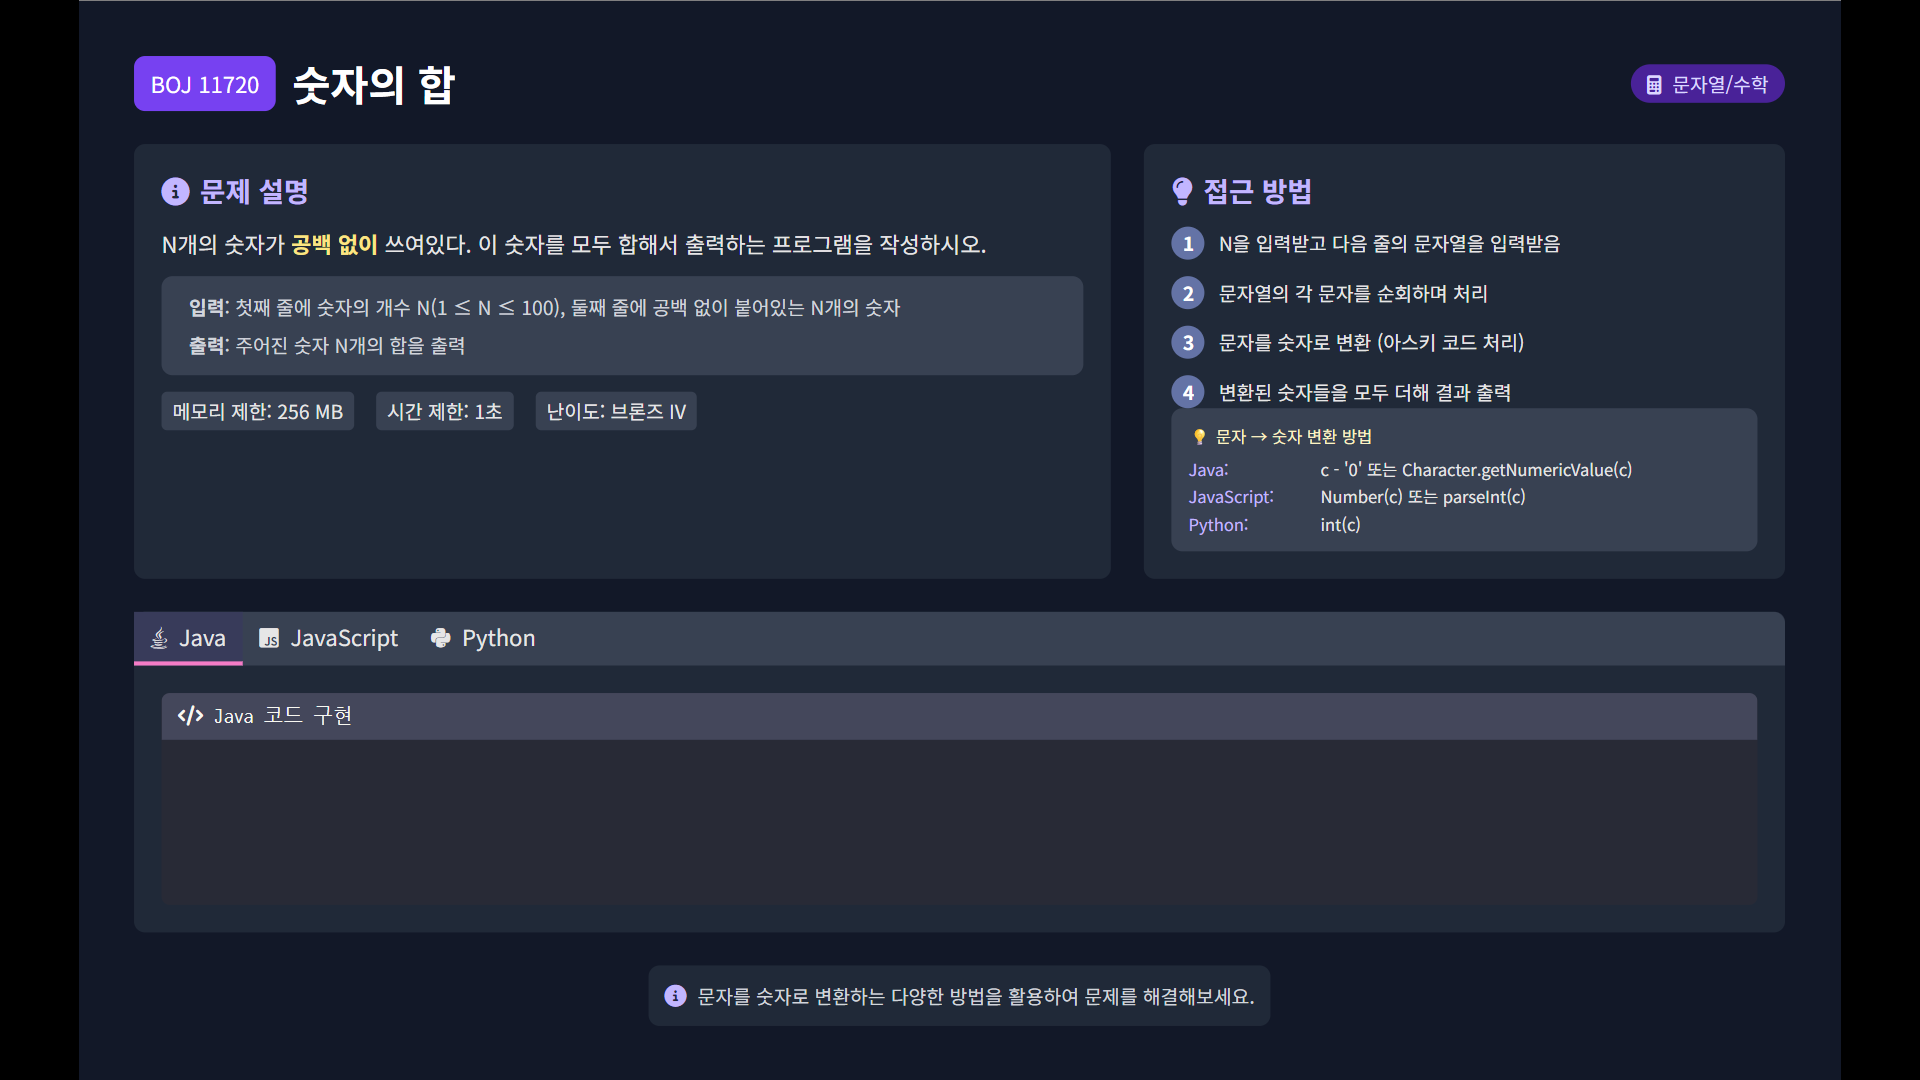 BOJ 11720
숫자의 합
문자열/수학
문제 설명
N개의 숫자가 공백 없이 쓰여있다. 이 숫자를 모두 합해서 출력하는 프로그램을 작성하시오.
입력: 첫째 줄에 숫자의 개수 N(1 ≤ N ≤ 100), 둘째 줄에 공백 없이 붙어있는 N개의 숫자
출력: 주어진 숫자 N개의 합을 출력
메모리 제한: 256 MB
시간 제한: 1초
난이도: 브론즈 IV
접근 방법
1 N을 입력받고 다음 줄의 문자열을 입력받음
2 문자열의 각 문자를 순회하며 처리
3 문자를 숫자로 변환 (아스키 코드 처리)
4 변환된 숫자들을 모두 더해 결과 출력
💡 문자 → 숫자 변환 방법
Java: c - '0' 또는 Character.getNumericValue(c)
JavaScript: Number(c) 또는 parseInt(c)
Python: int(c)
Java
JS JavaScript
Python
</> Java 코드 구현
문자를 숫자로 변환하는 다양한 방법을 활용하여 문제를 해결해보세요.